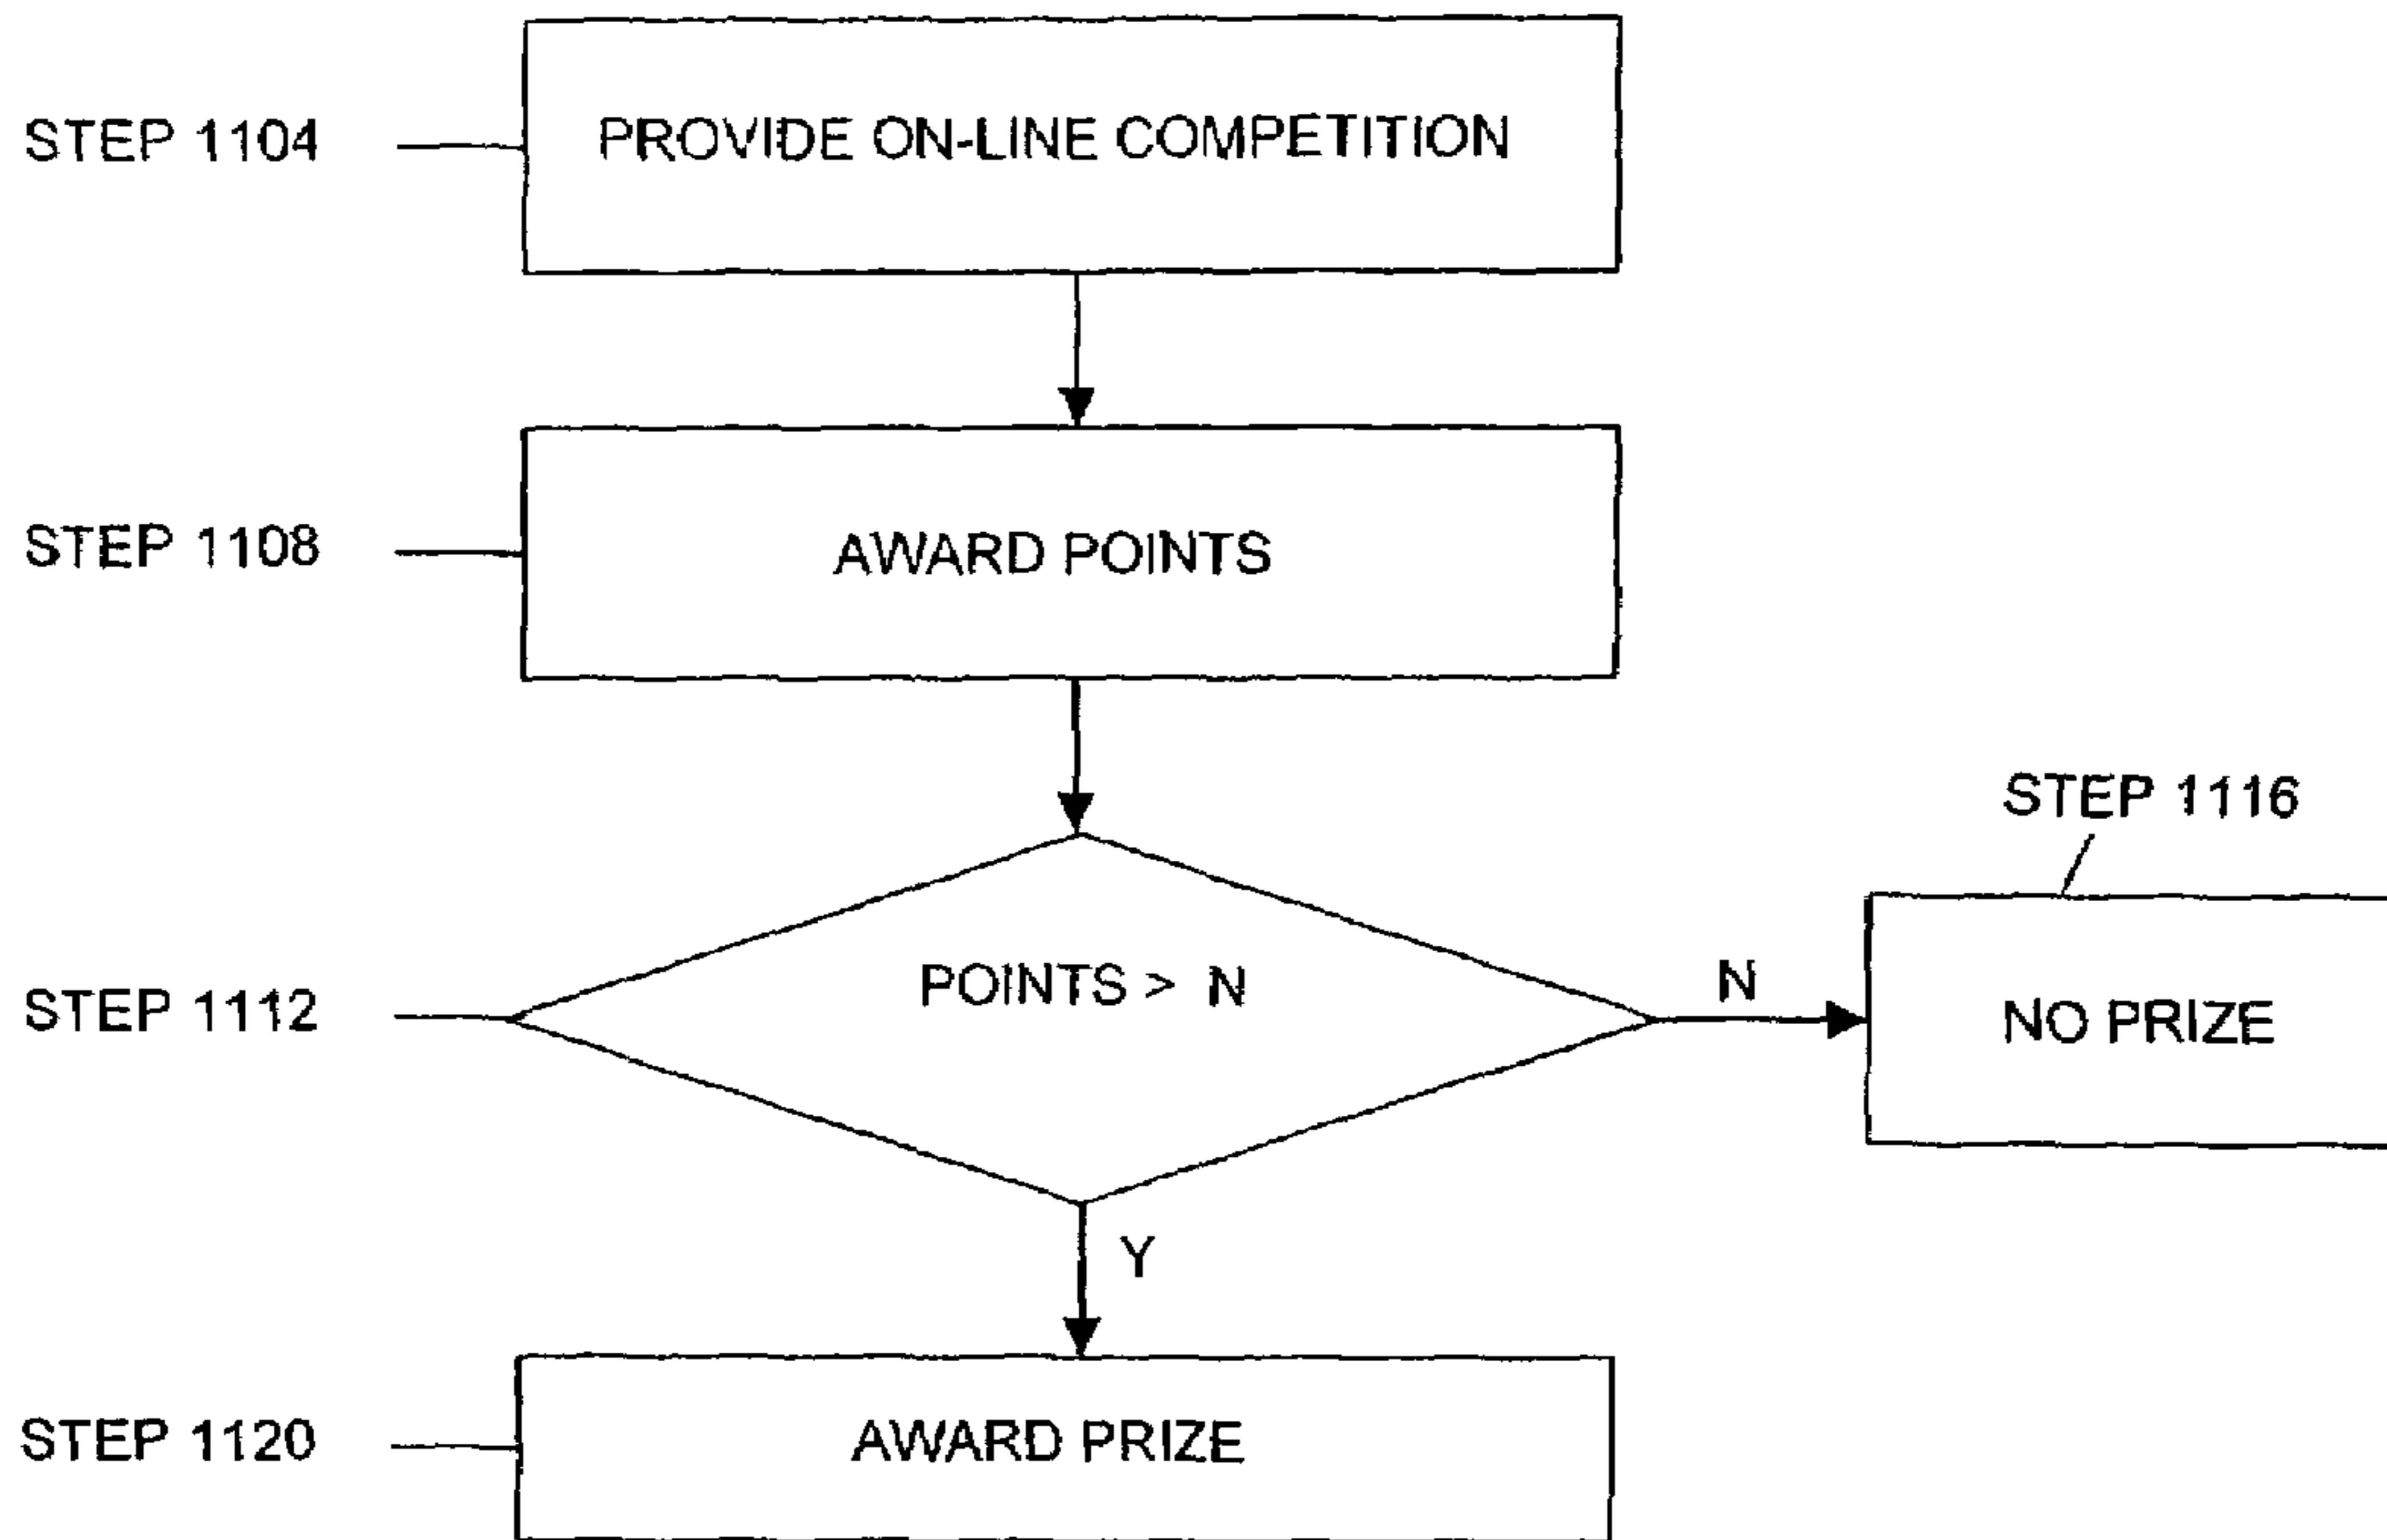 STEP 1104
PROVIDE ON-LINE COMPETITION
STEP 1108
AWARD POINTS
STEP 1116
STEP 1112
POINTS > N
N
NO PRIZE
Y
STEP 1120
AWARD PRIZE